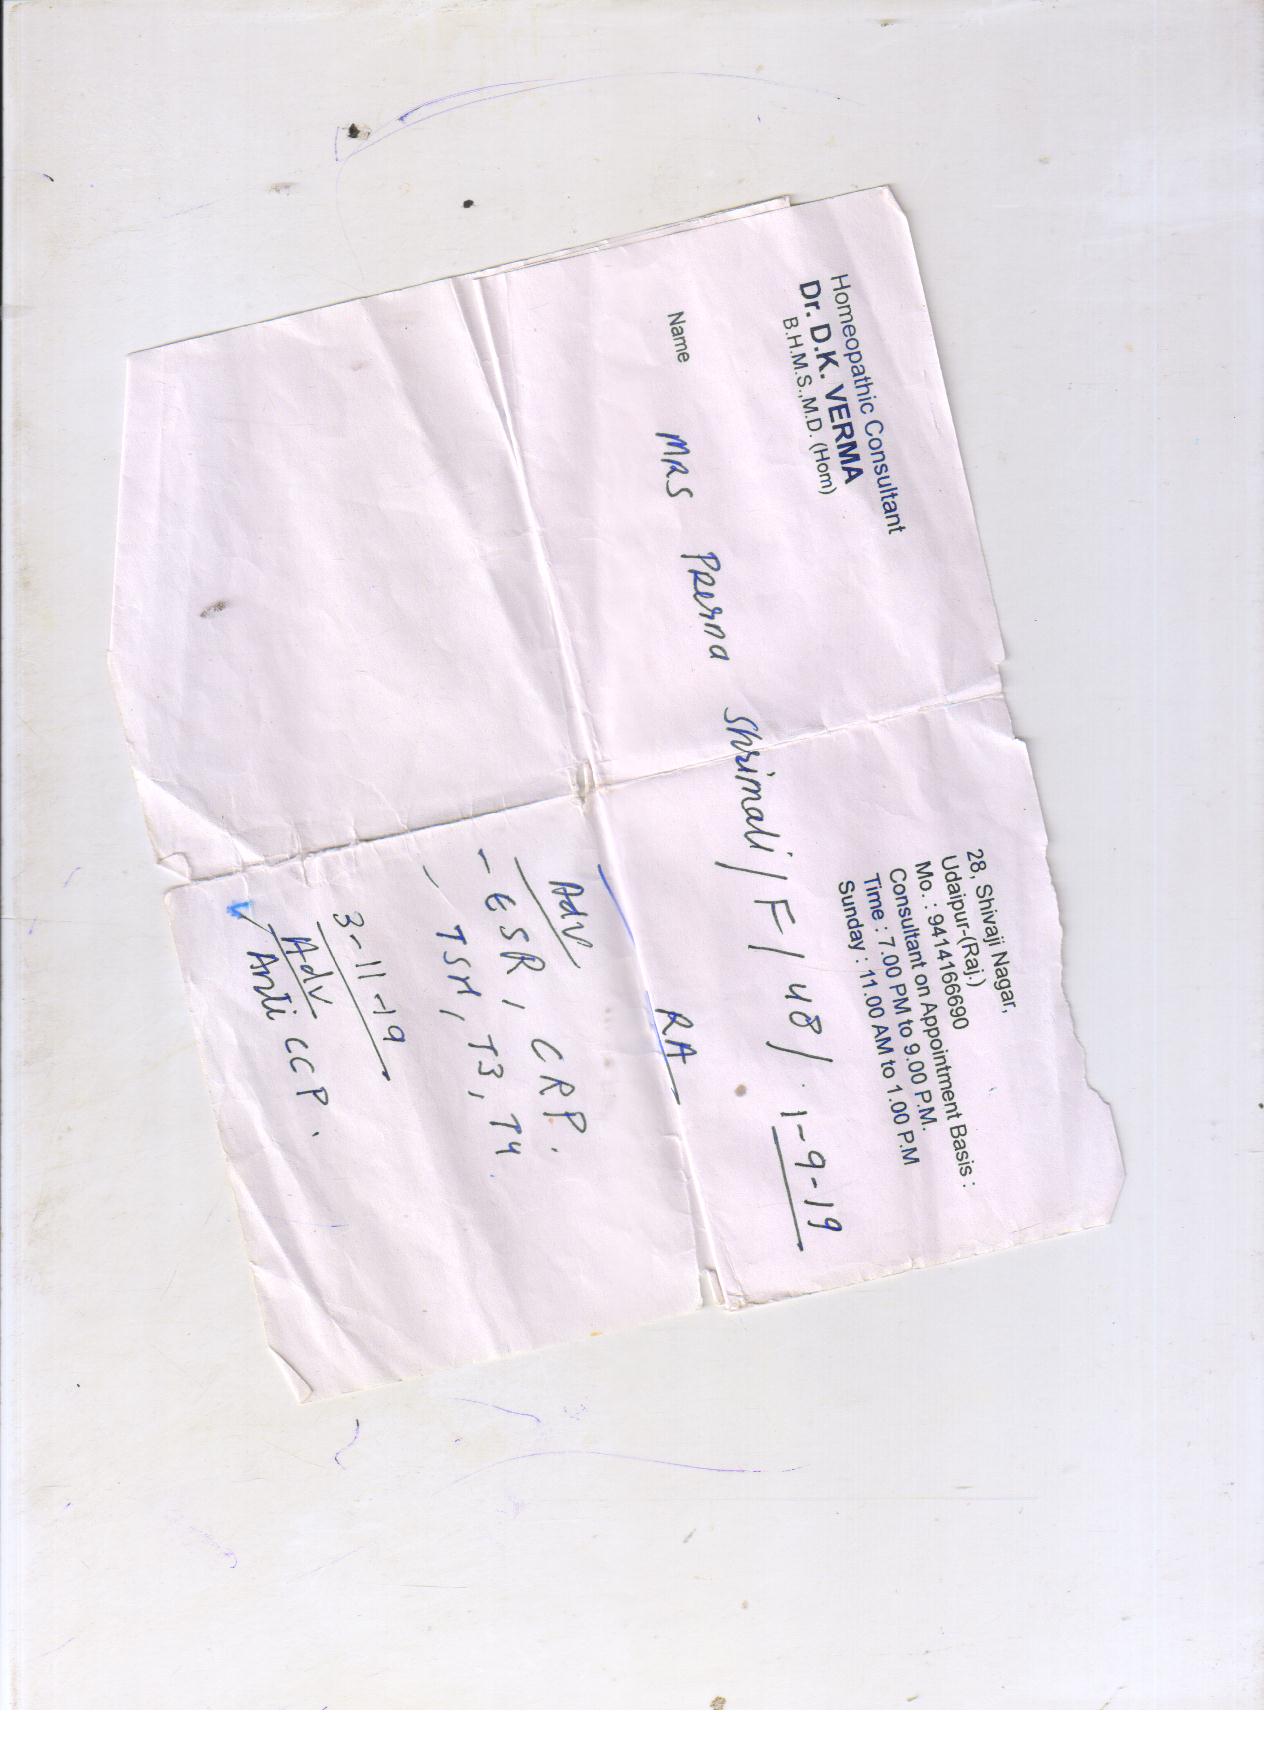 Homeopathic Consultant
Dr. D.K. VERMA
B.H.M.S.,M.D. (Hom)
28, Shivaji Nagar,
Udaipur-(Raj.)
Mo. : 9414166690
Consultant on Appointment Basis :
Time : 7.00 PM to 9.00 P.M.
Sunday : 11.00 AM to 1.00 P.M
Name MRS Prerna Shrimali / F / 48 / 1-9-19
RA
Adv
- ESR, CRP.
- TSH, T3, T4
3-11-19
Adv
✓ Anti CCP.